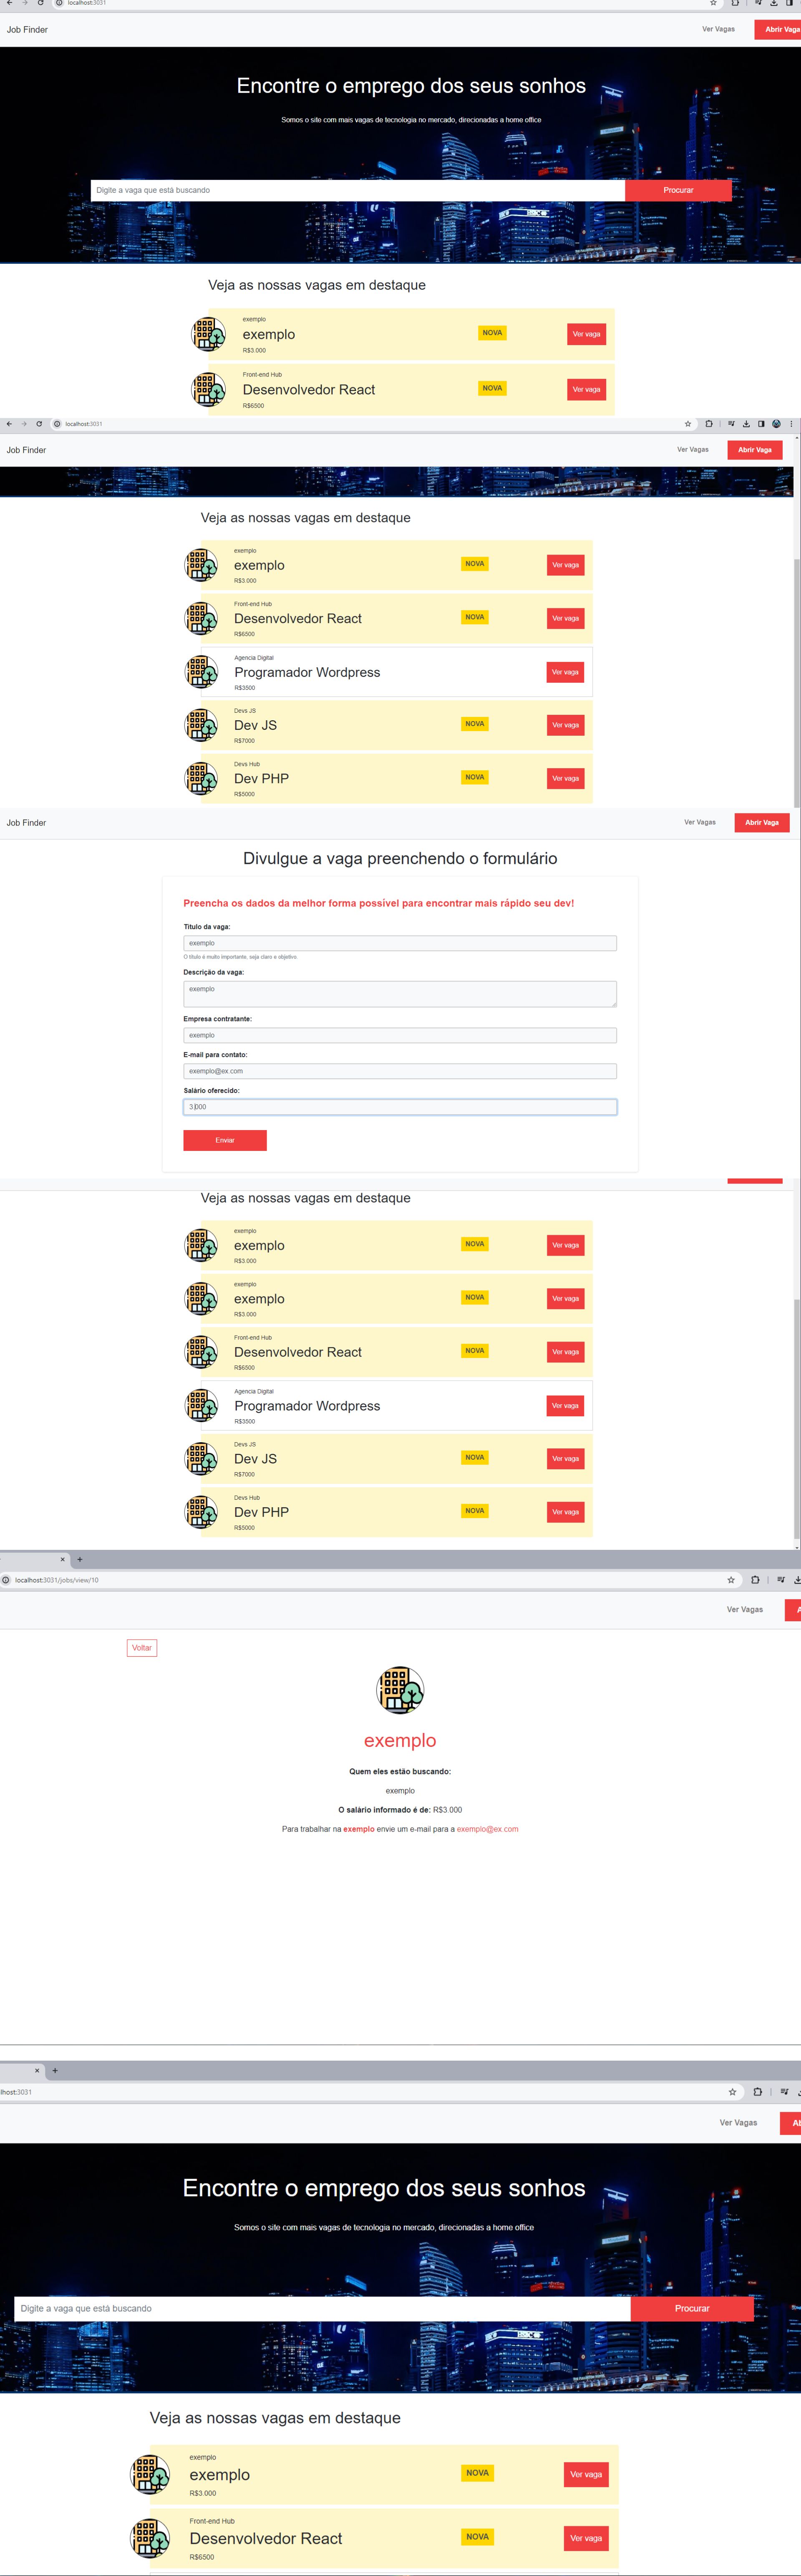 localhost:3031
Job Finder
Ver Vagas
Abrir Vaga
Encontre o emprego dos seus sonhos
Somos o site com mais vagas de tecnologia no mercado, direcionadas a home office
Digite a vaga que está buscando
Procurar
Veja as nossas vagas em destaque
exemplo
exemplo
R$3.000
NOVA
Ver vaga
Front-end Hub
Desenvolvedor React
R$6500
NOVA
Ver vaga
localhost:3031
Job Finder
Ver Vagas
Abrir Vaga
Veja as nossas vagas em destaque
exemplo
exemplo
R$3.000
NOVA
Ver vaga
Front-end Hub
Desenvolvedor React
R$6500
NOVA
Ver vaga
Agencia Digital
Programador Wordpress
R$3500
Ver vaga
Devs JS
Dev JS
R$7000
NOVA
Ver vaga
Devs Hub
Dev PHP
R$5000
NOVA
Ver vaga
Job Finder
Ver Vagas
Abrir Vaga
Divulgue a vaga preenchendo o formulário
Preencha os dados da melhor forma possível para encontrar mais rápido seu dev!
Titulo da vaga:
exemplo
O título é muito importante, seja claro e objetivo.
Descrição da vaga:
exemplo
Empresa contratante:
exemplo
E-mail para contato:
exemplo@ex.com
Salário oferecido:
3.000
Enviar
Veja as nossas vagas em destaque
exemplo
exemplo
R$3.000
NOVA
Ver vaga
exemplo
exemplo
R$3.000
NOVA
Ver vaga
Front-end Hub
Desenvolvedor React
R$6500
NOVA
Ver vaga
Agencia Digital
Programador Wordpress
R$3500
Ver vaga
Devs JS
Dev JS
R$7000
NOVA
Ver vaga
Devs Hub
Dev PHP
R$5000
NOVA
Ver vaga
localhost:3031/jobs/view/10
Ver Vagas
A
Voltar
exemplo
Quem eles estão buscando:
exemplo
O salário informado é de: R$3.000
Para trabalhar na exemplo envie um e-mail para a exemplo@ex.com
lhost:3031
Ver Vagas
Ab
Encontre o emprego dos seus sonhos
Somos o site com mais vagas de tecnologia no mercado, direcionadas a home office
Digite a vaga que está buscando
Procurar
Veja as nossas vagas em destaque
exemplo
exemplo
R$3.000
NOVA
Ver vaga
Front-end Hub
Desenvolvedor React
R$6500
NOVA
Ver vaga